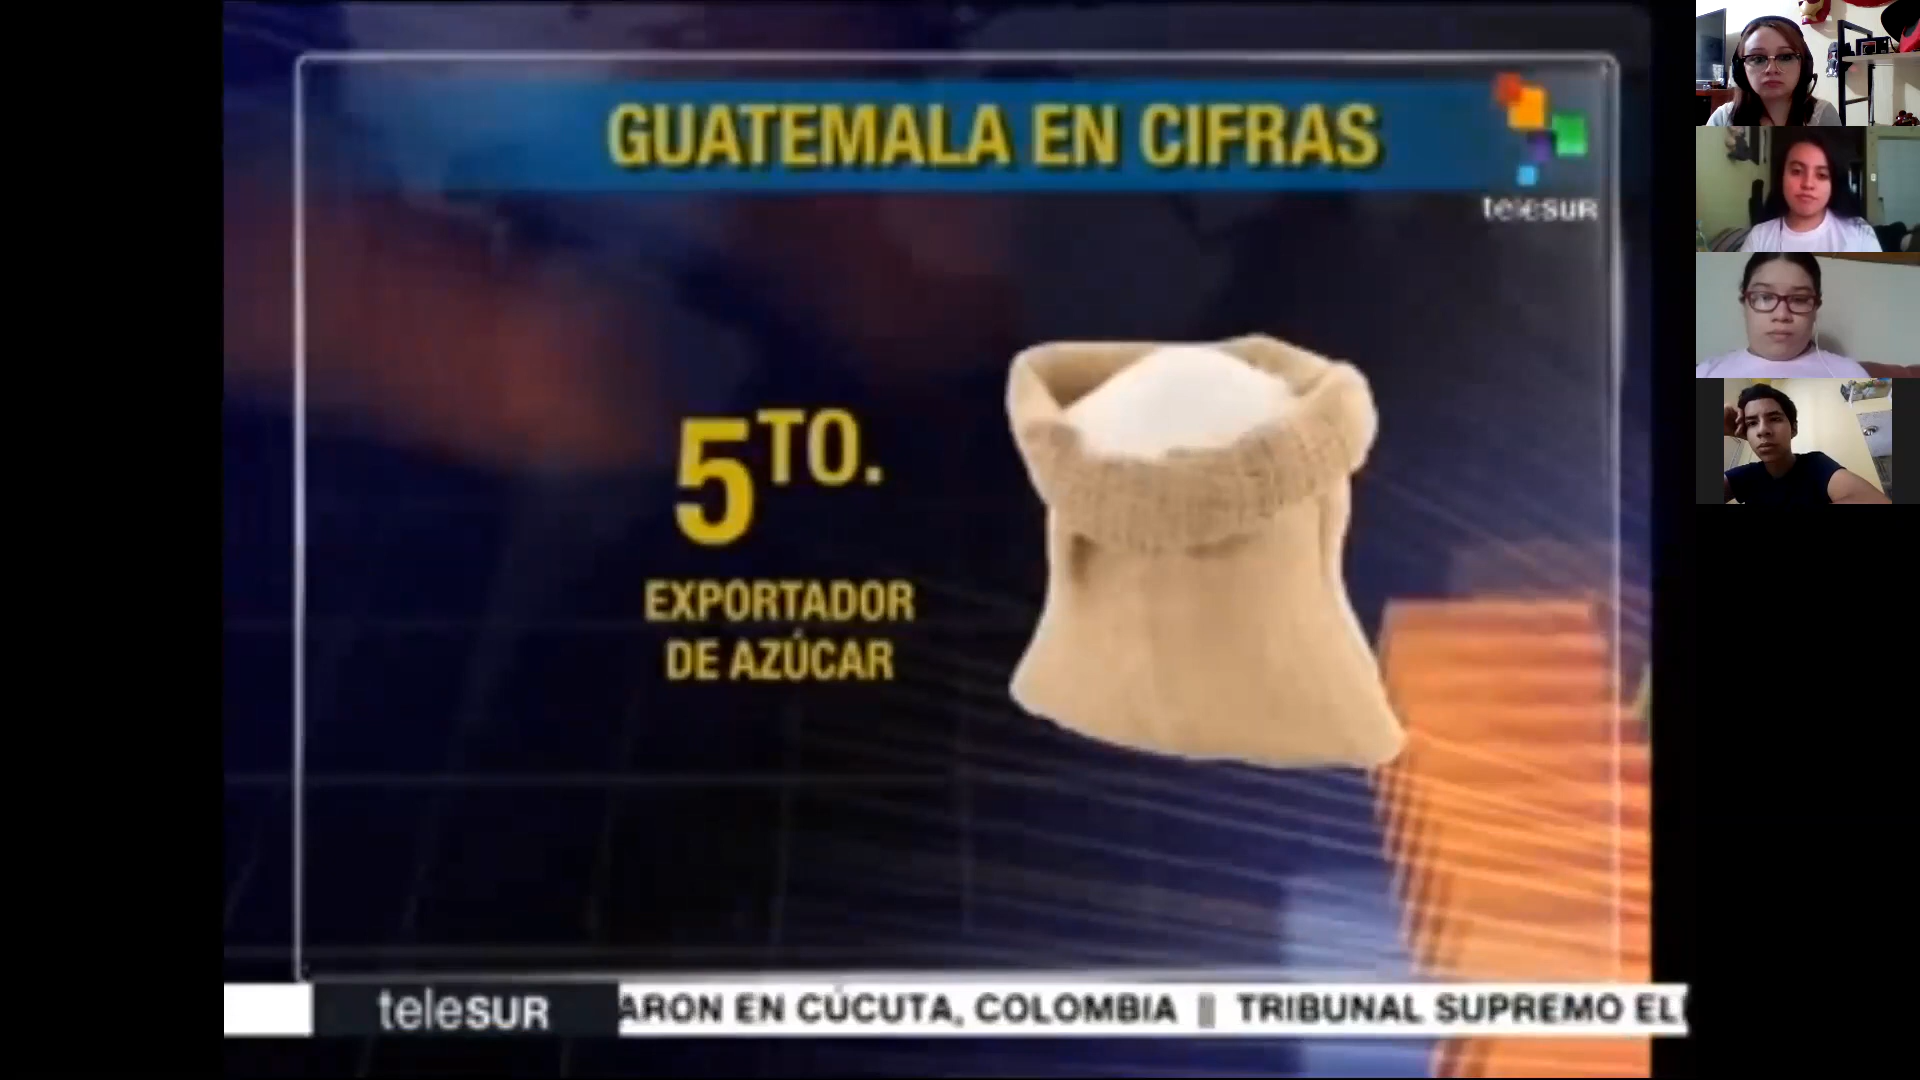 GUATEMALA EN CIFRAS
teleSUR
5TO.
EXPORTADOR
DE AZÚCAR
teleSUR
ARON EN CÚCUTA, COLOMBIA || TRIBUNAL SUPREMO EL